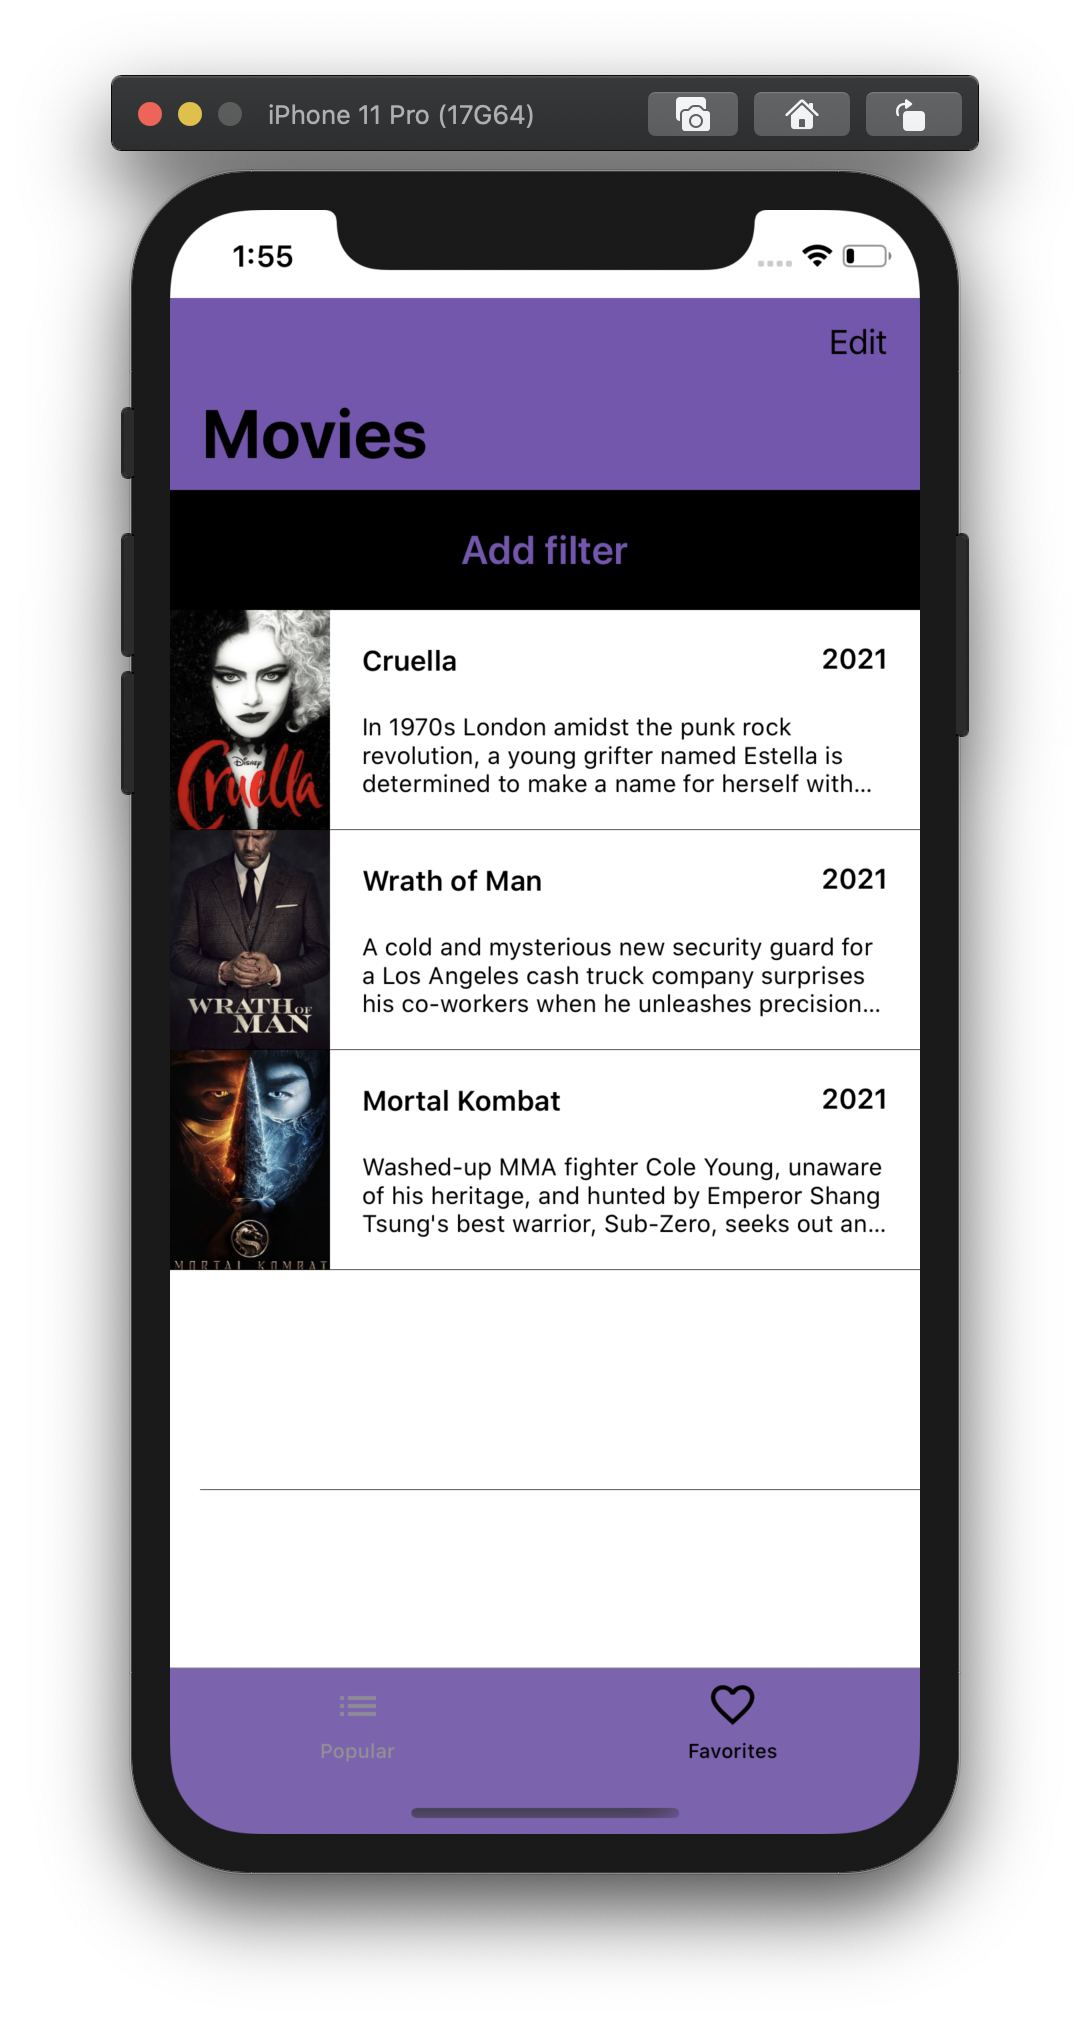 iPhone 11 Pro (17G64)
1:55
Edit
Movies
Add filter
Disney
Cruella
Cruella
2021
In 1970s London amidst the punk rock
revolution, a young grifter named Estella is
determined to make a name for herself with...
WRATH OF
MAN
Wrath of Man
2021
A cold and mysterious new security guard for
a Los Angeles cash truck company surprises
his co-workers when he unleashes precision...
MORTAL KOMBAT
Mortal Kombat
2021
Washed-up MMA fighter Cole Young, unaware
of his heritage, and hunted by Emperor Shang
Tsung's best warrior, Sub-Zero, seeks out an...
Popular
Favorites